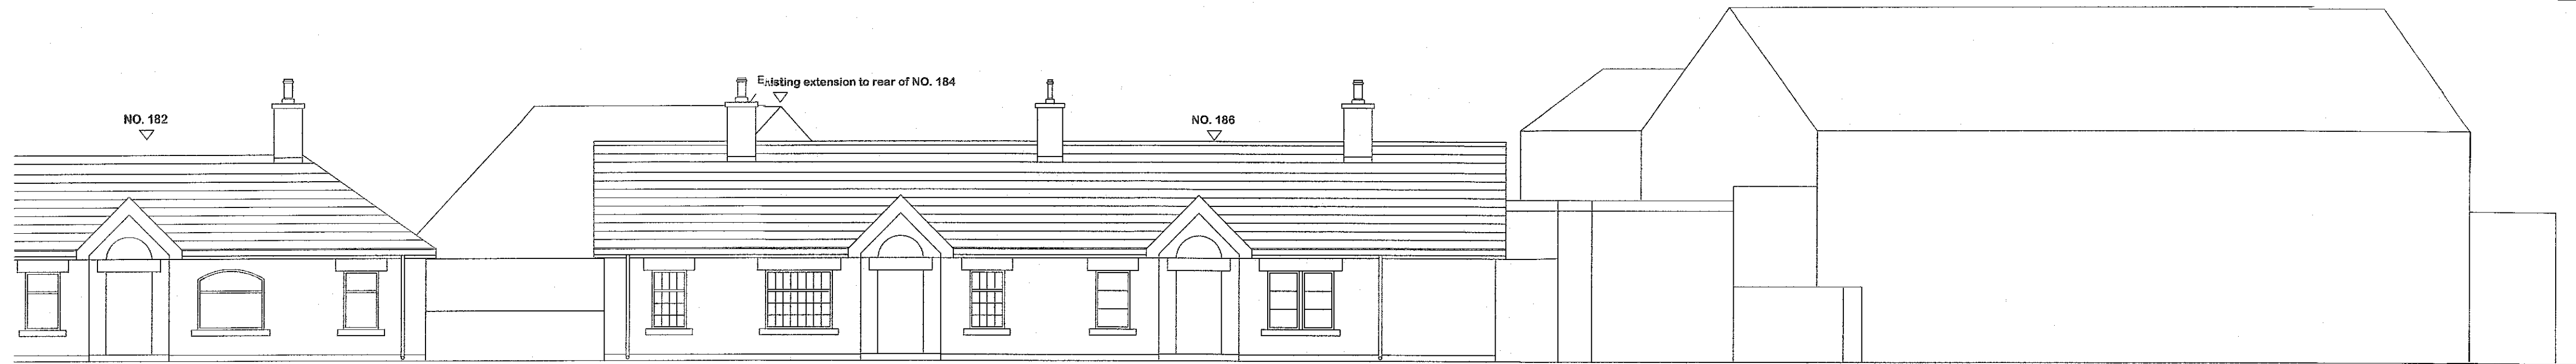 Existing extension to rear of NO. 184
NO. 182
NO. 186